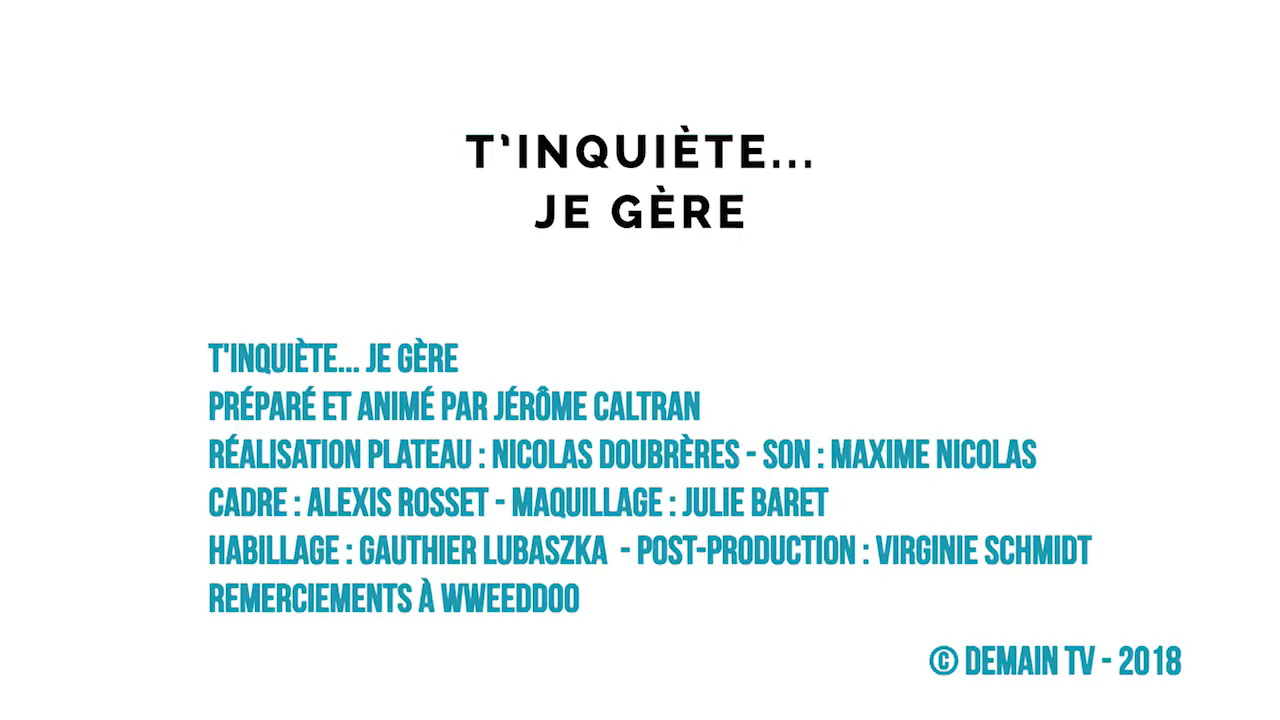 T'INQUIÈTE...
JE GÈRE
T'INQUIÈTE... JE GÈRE
PRÉPARÉ ET ANIMÉ PAR JÉRÔME CALTRAN
RÉALISATION PLATEAU : NICOLAS DOUBRÈRES - SON : MAXIME NICOLAS
CADRE : ALEXIS ROSSET - MAQUILLAGE : JULIE BARET
HABILLAGE : GAUTHIER LUBASZKA - POST-PRODUCTION : VIRGINIE SCHMIDT
REMERCIEMENTS À WWEEDDOO
© DEMAIN TV - 2018